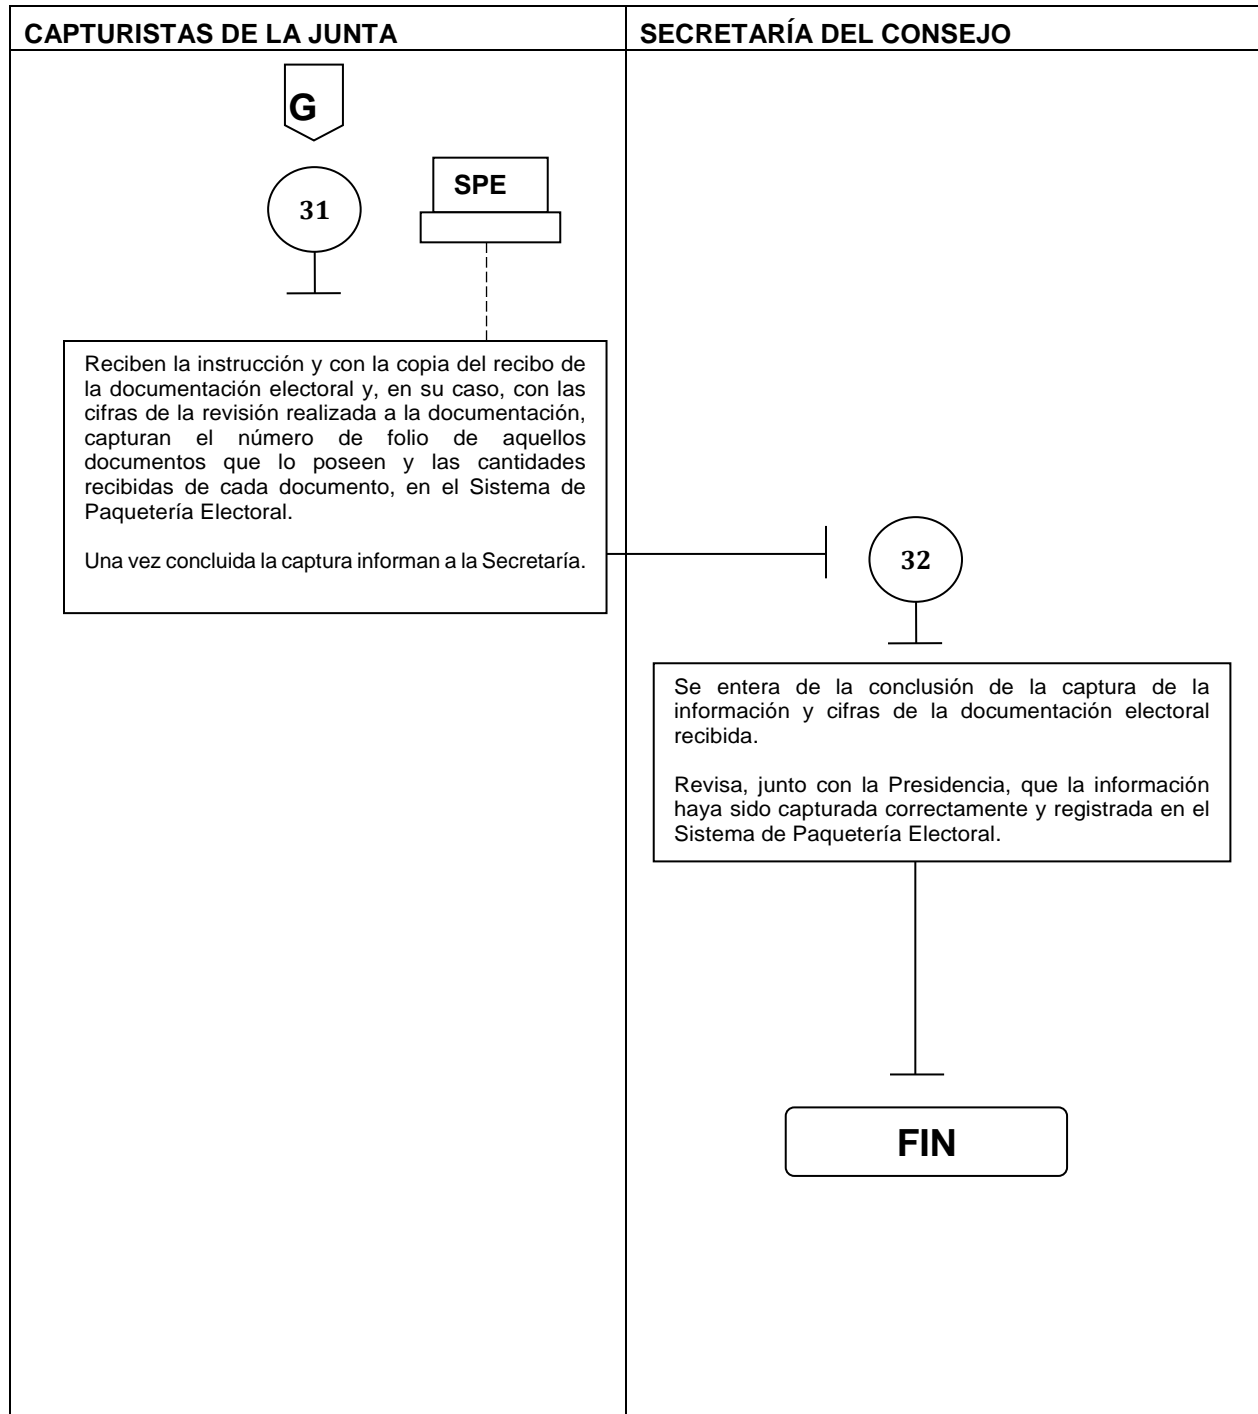 CAPTURISTAS DE LA JUNTA
SECRETARÍA DEL CONSEJO
G
31
SPE
Reciben la instrucción y con la copia del recibo de
la documentación electoral y, en su caso, con las
cifras de la revisión realizada a la documentación,
capturan el número de folio de aquellos
documentos que lo poseen y las cantidades
recibidas de cada documento, en el Sistema de
Paquetería Electoral.
Una vez concluida la captura informan a la Secretaría.
32
Se entera de la conclusión de la captura de la
información y cifras de la documentación electoral
recibida.
Revisa, junto con la Presidencia, que la información
haya sido capturada correctamente y registrada en el
Sistema de Paquetería Electoral.
FIN